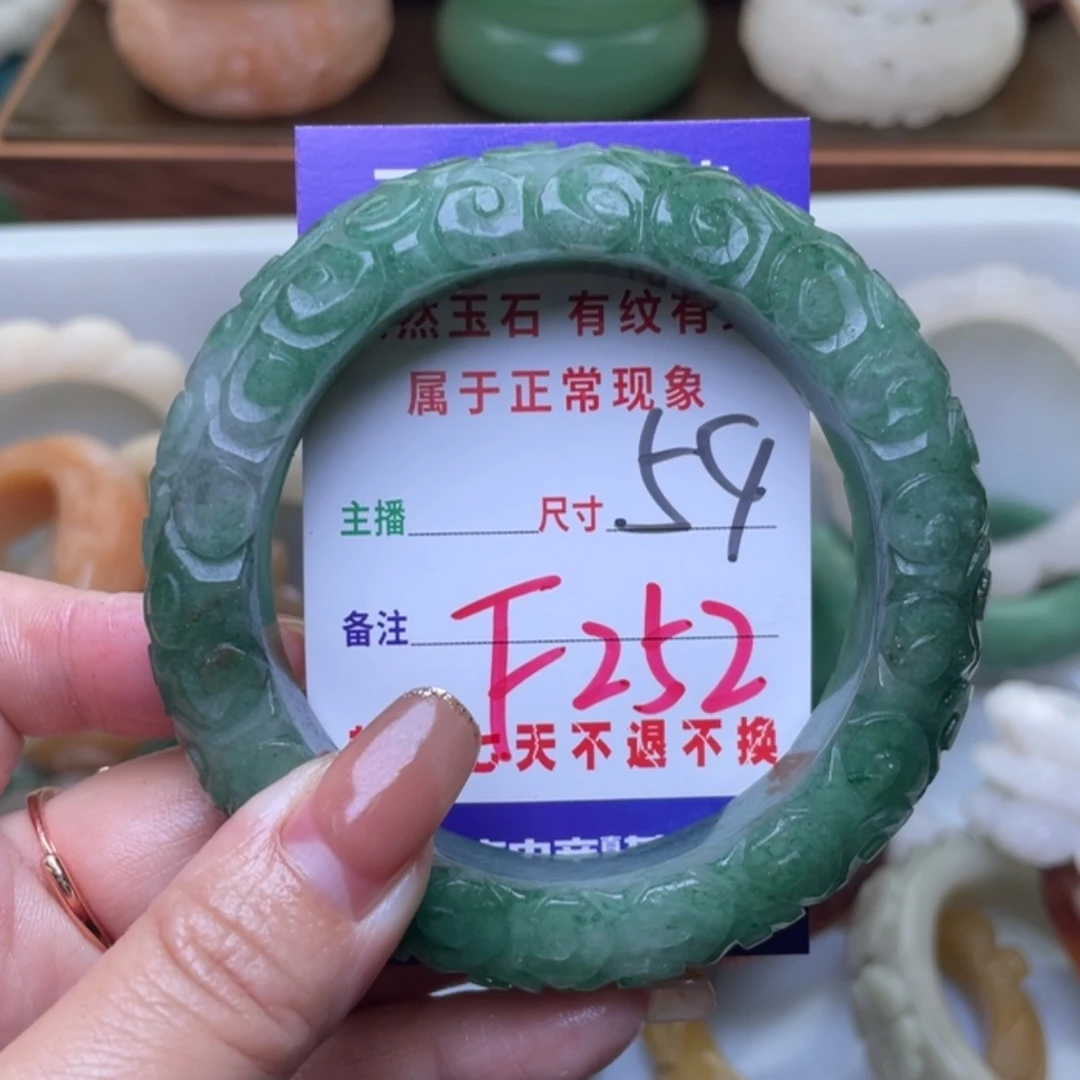 然玉石 有纹有
属于正常现象
主播 尺寸 59
备注 F252
天不退不换